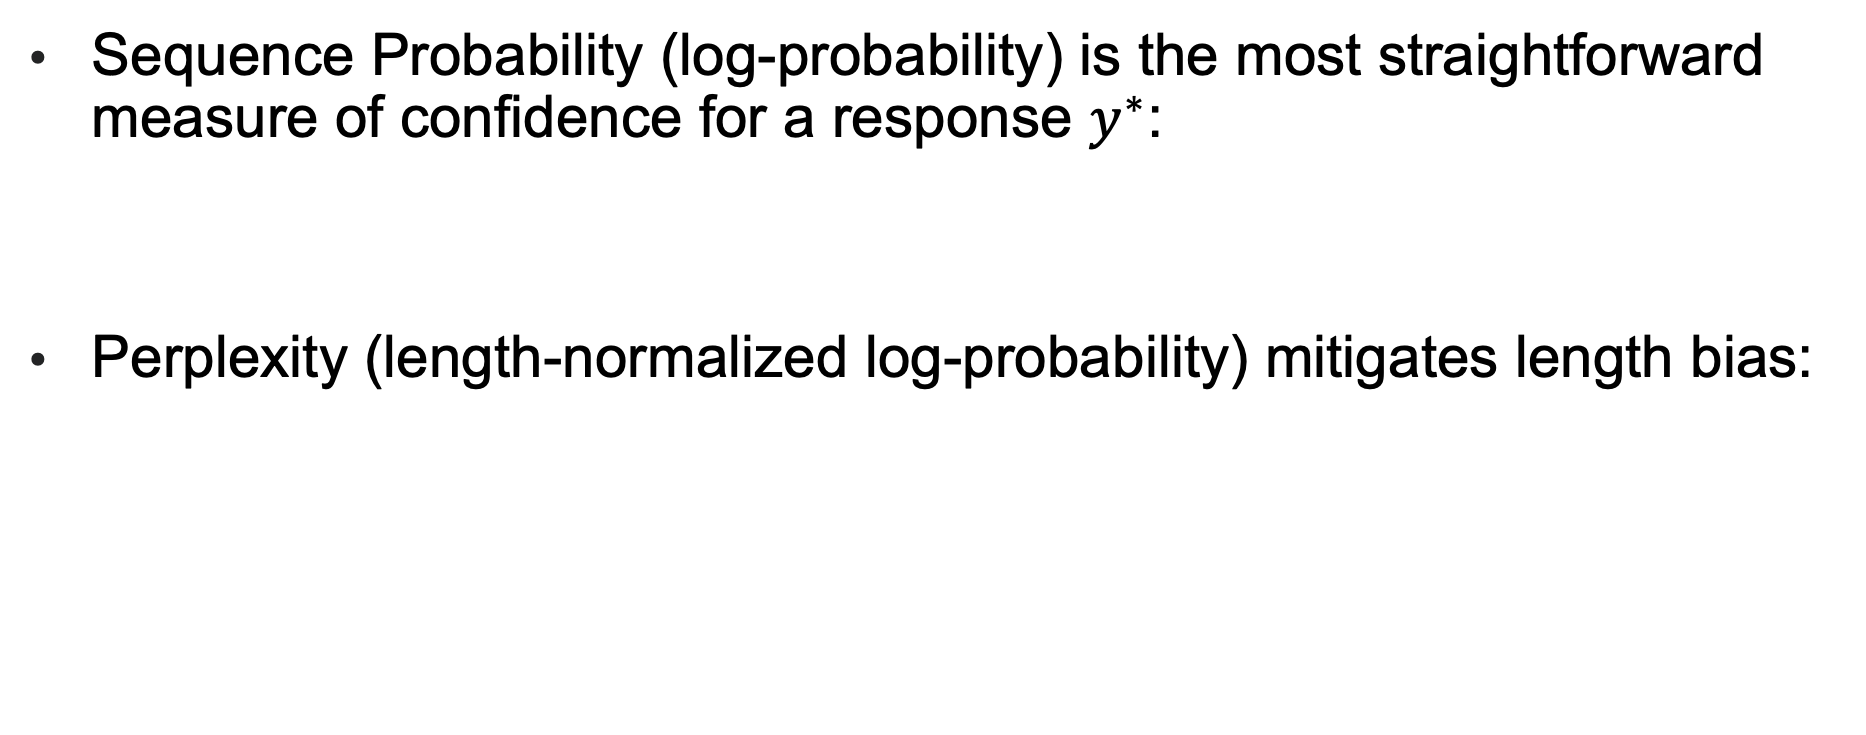 • Sequence Probability (log-probability) is the most straightforward
measure of confidence for a response y*:
• Perplexity (length-normalized log-probability) mitigates length bias: